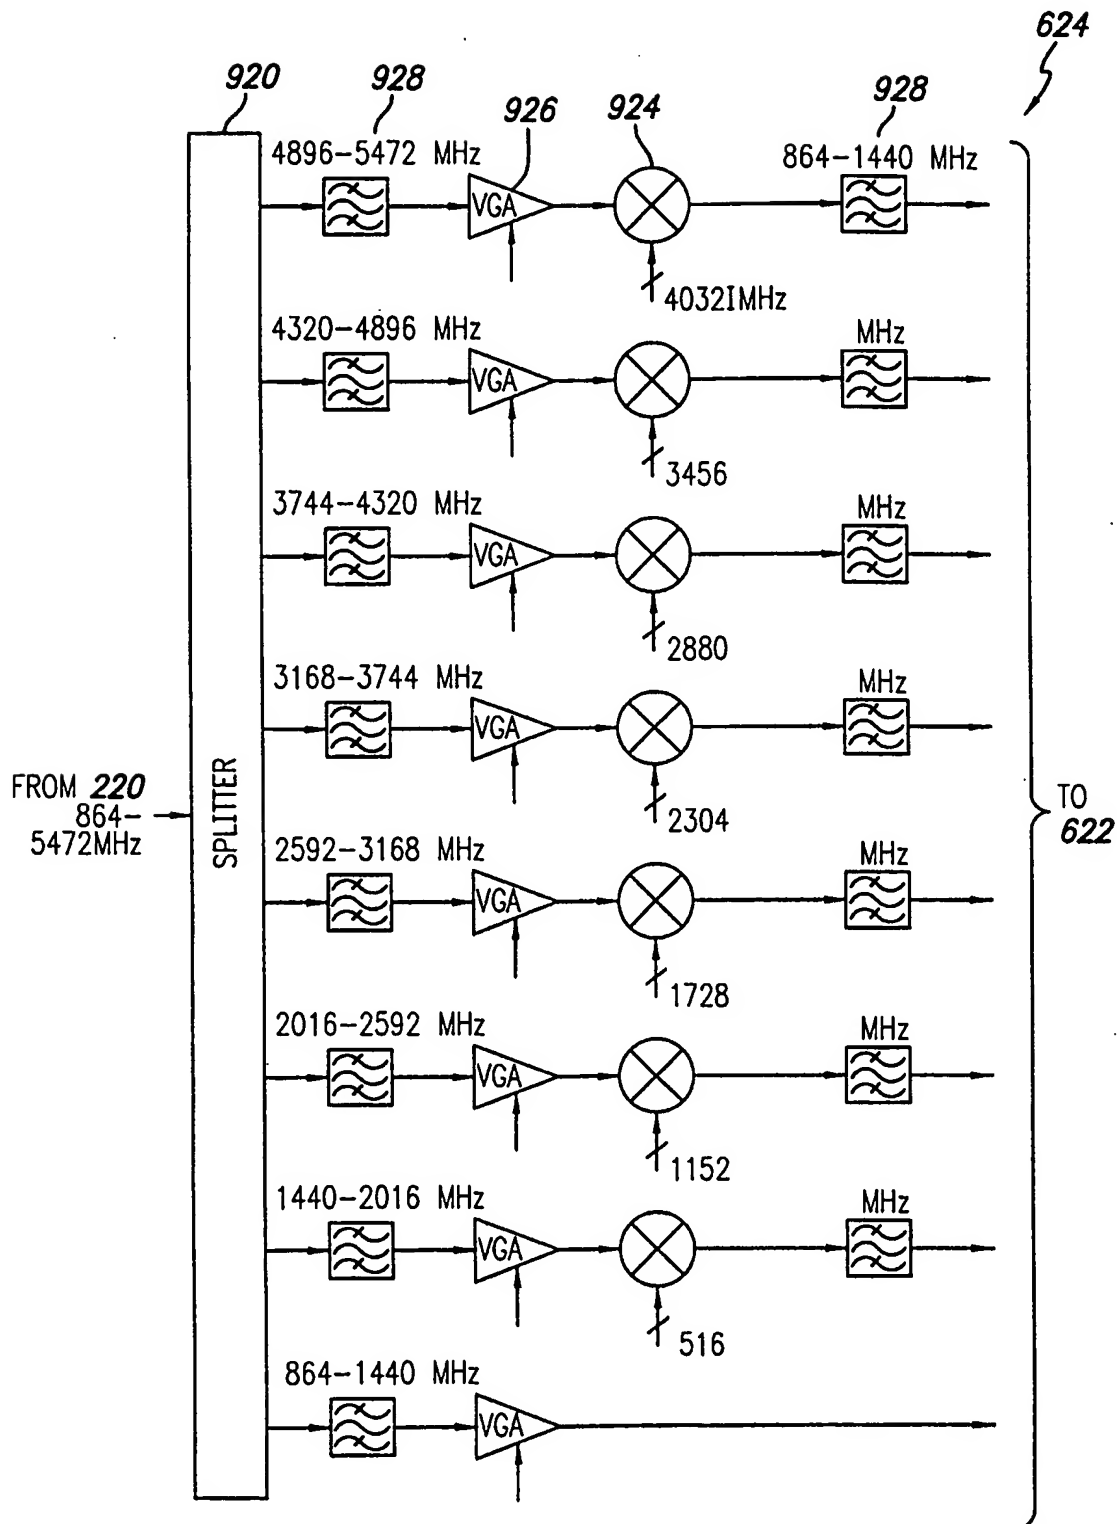 624
920
928
926
924
928
4896-5472 MHz
864-1440 MHz
VGA
4032IMHz
4320-4896 MHz
MHz
VGA
3456
3744-4320 MHz
MHz
VGA
2880
3168-3744 MHz
MHz
VGA
2304
FROM 220
864-
5472MHz
SPLITTER
TO
622
2592-3168 MHz
MHz
VGA
1728
2016-2592 MHz
MHz
VGA
1152
1440-2016 MHz
MHz
VGA
516
864-1440 MHz
VGA